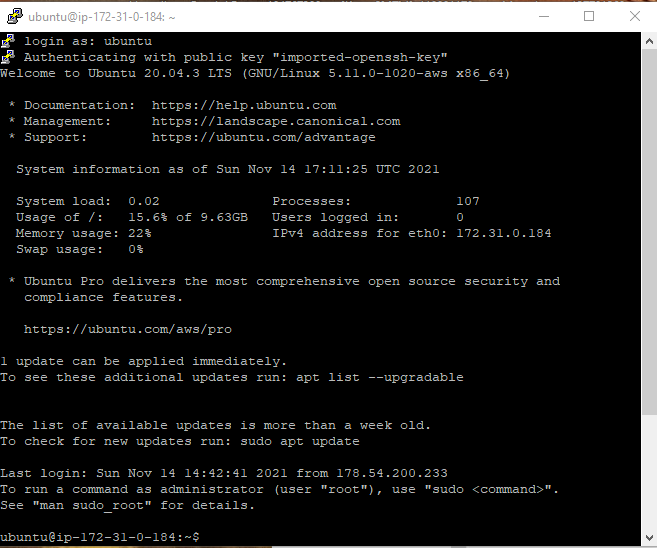 ubuntu@ip-172-31-0-184: ~
login as: ubuntu
Authenticating with public key "imported-openssh-key"
Welcome to Ubuntu 20.04.3 LTS (GNU/Linux 5.11.0-1020-aws x86_64)
* Documentation:  https://help.ubuntu.com
* Management:     https://landscape.canonical.com
* Support:        https://ubuntu.com/advantage
System information as of Sun Nov 14 17:11:25 UTC 2021
System load:  0.02              Processes:             107
Usage of /:   15.6% of 9.63GB   Users logged in:       0
Memory usage: 22%               IPv4 address for eth0: 172.31.0.184
Swap usage:   0%
* Ubuntu Pro delivers the most comprehensive open source security and
compliance features.
https://ubuntu.com/aws/pro
1 update can be applied immediately.
To see these additional updates run: apt list --upgradable
The list of available updates is more than a week old.
To check for new updates run: sudo apt update
Last login: Sun Nov 14 14:42:41 2021 from 178.54.200.233
To run a command as administrator (user "root"), use "sudo <command>".
See "man sudo_root" for details.
ubuntu@ip-172-31-0-184:~$